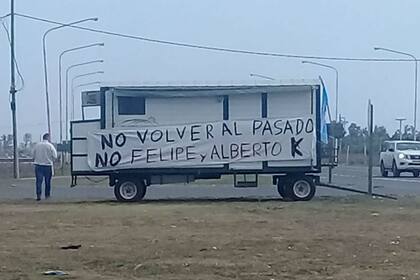 NO VOLVER AL PASADO
NO FELIPE y ALBERTO K